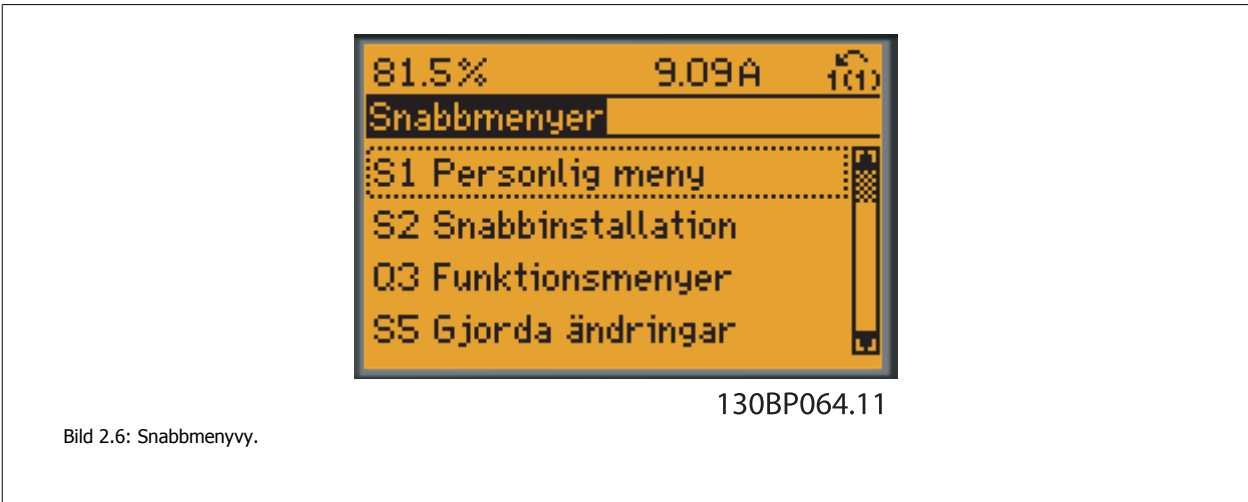 81.5% 9.09A 1(1)
Snabbmenyer
S1 Personlig meny
S2 Snabbinstallation
Q3 Funktionsmenyer
S5 Gjorda ändringar
130BP064.11
Bild 2.6: Snabbmenyvy.